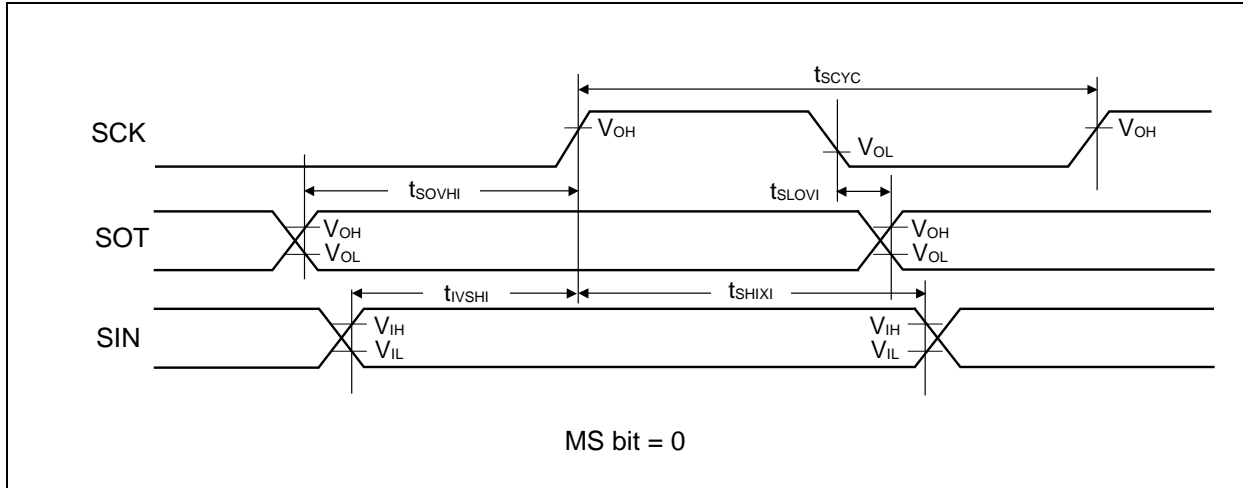 tSCYC
SCK
VOH
VOL
VOH
tSOVHI
tSLOVI
SOT
VOH
VOL
VOH
VOL
tIVSHI
tSHIXI
SIN
VIH
VIL
VIH
VIL
MS bit = 0